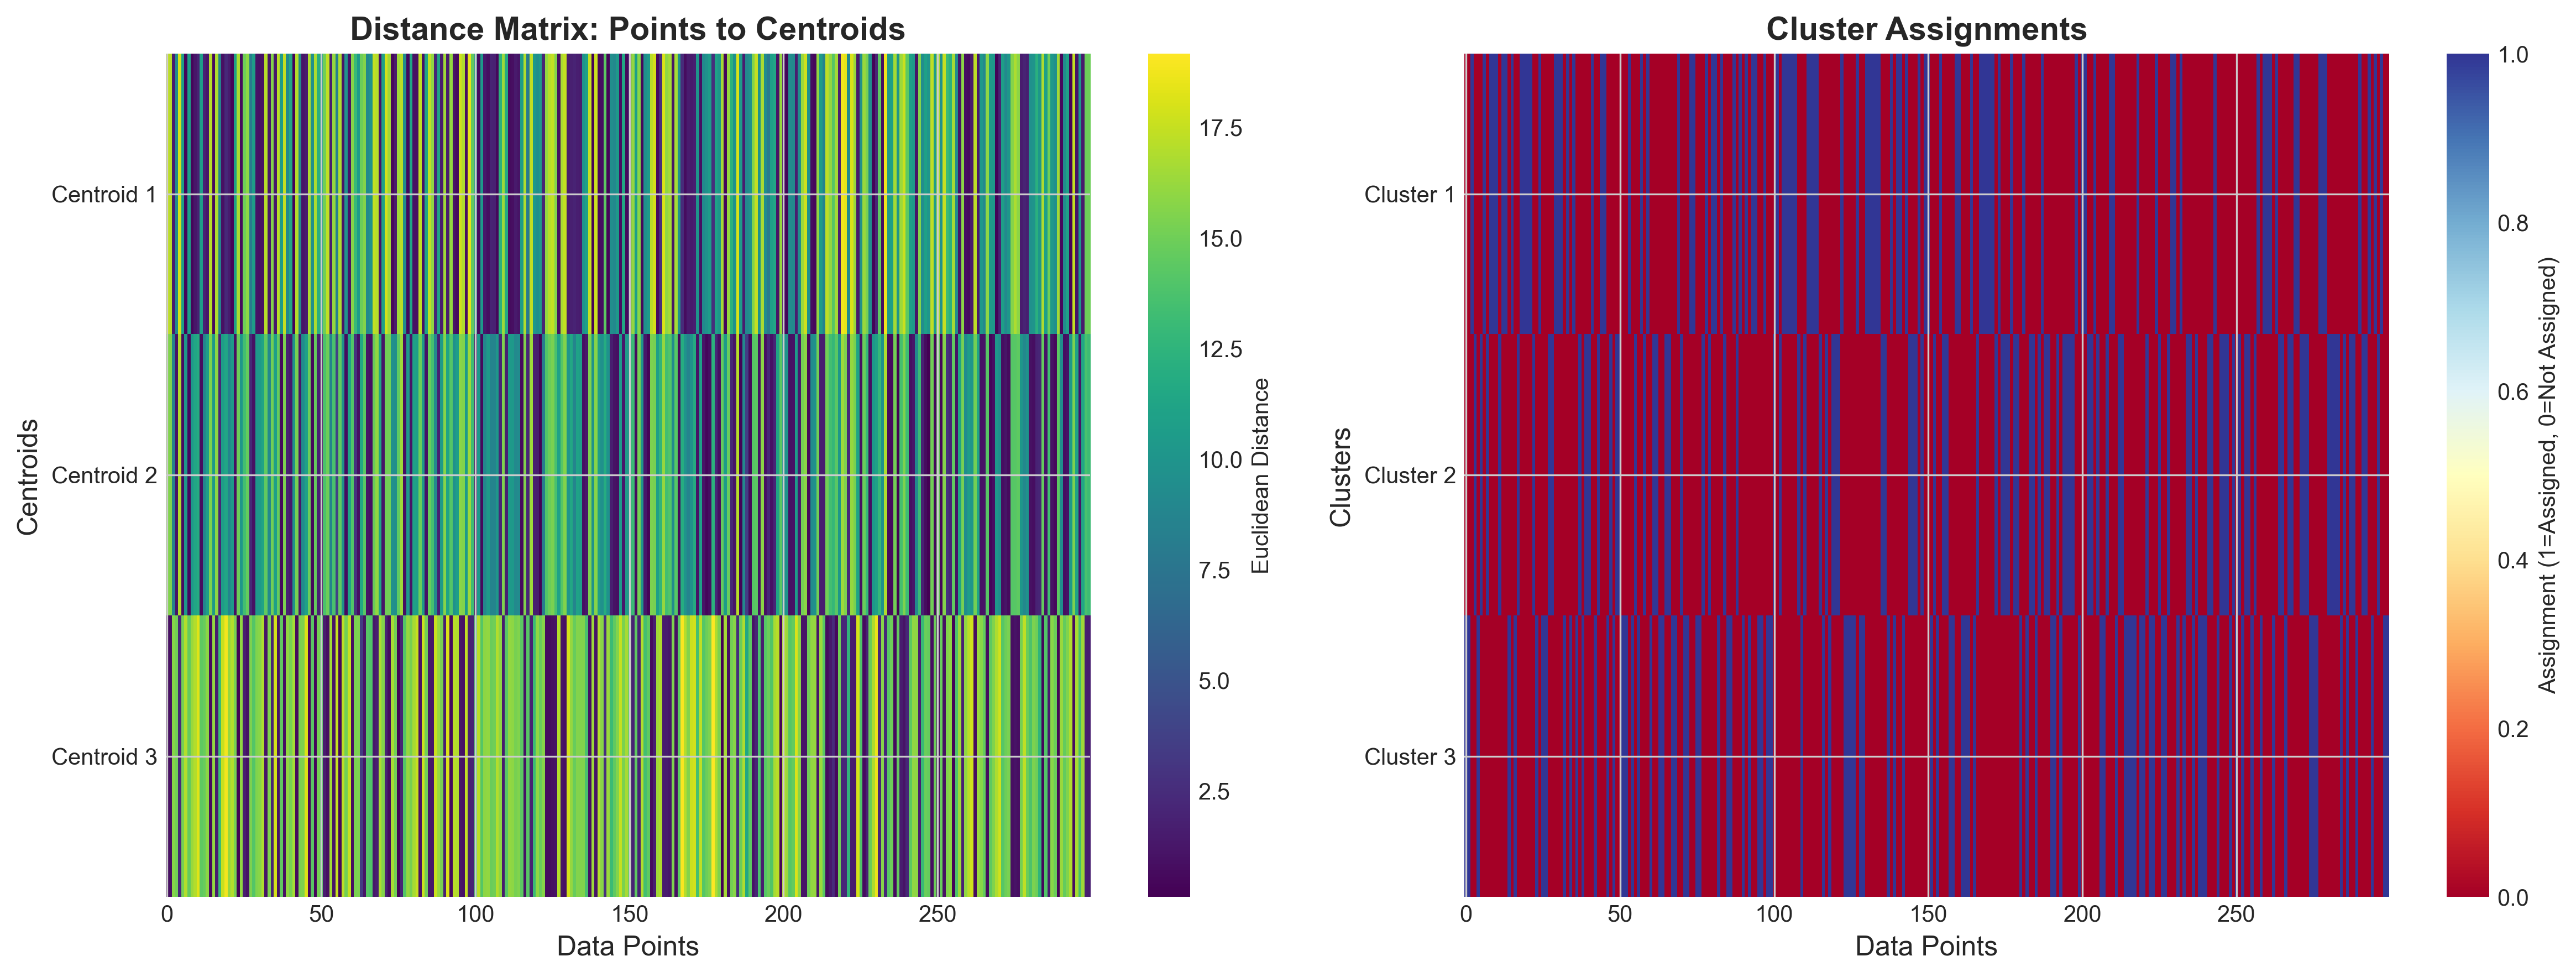 Distance Matrix: Points to Centroids
Centroids
Centroid 1
Centroid 2
Centroid 3
0
50
100
150
200
250
Data Points
17.5
15.0
12.5
10.0
7.5
5.0
2.5
Euclidean Distance
Cluster Assignments
Clusters
Cluster 1
Cluster 2
Cluster 3
0
50
100
150
200
250
Data Points
1.0
0.8
0.6
0.4
0.2
0.0
Assignment (1=Assigned, 0=Not Assigned)